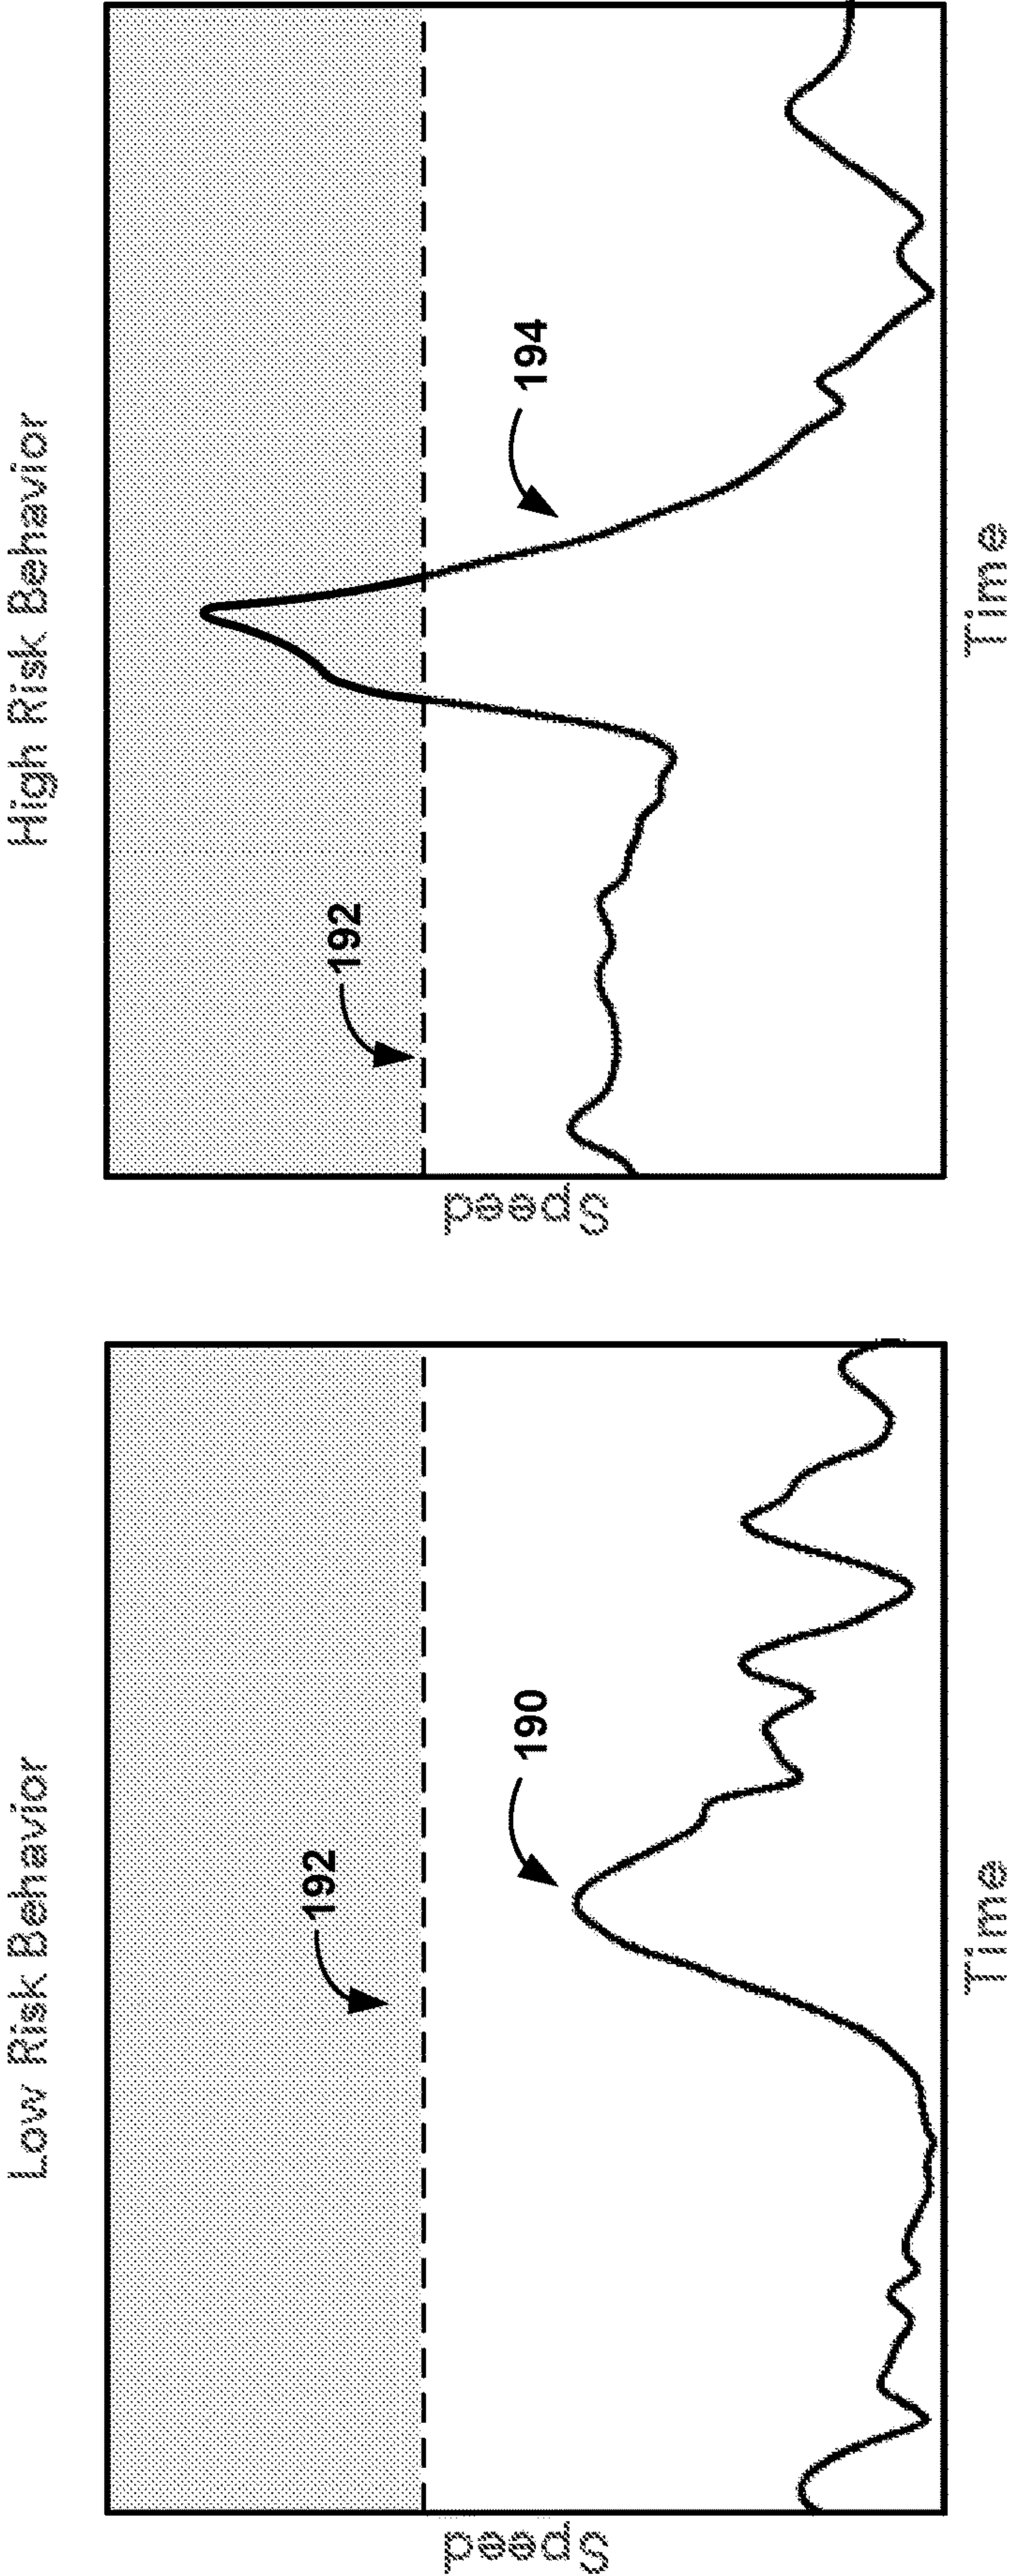 Low Risk Behavior
192
190
Speed
Time
High Risk Behavior
192
194
Speed
Time